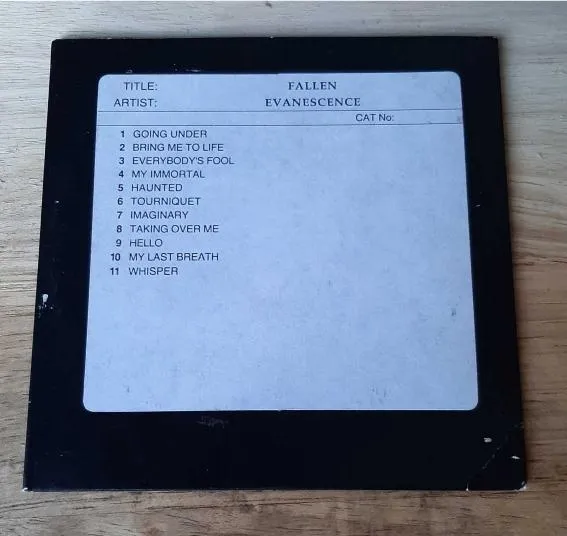 TITLE: FALLEN
ARTIST: EVANESCENCE
CAT No:
1 GOING UNDER
2 BRING ME TO LIFE
3 EVERYBODY'S FOOL
4 MY IMMORTAL
5 HAUNTED
6 TOURNIQUET
7 IMAGINARY
8 TAKING OVER ME
9 HELLO
10 MY LAST BREATH
11 WHISPER